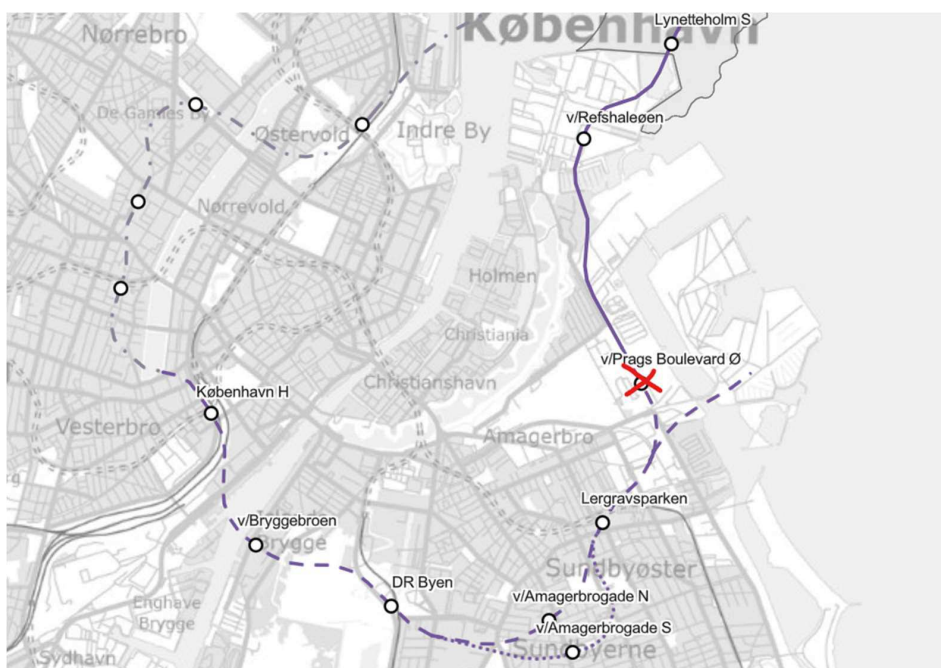 København
Lynetteholm S
Nørrebro
De Gamles By
v/Refshaleøen
Østervold
Indre By
Nørrevold
Holmen
Christiania
v/Prags Boulevard Ø
København H
Christianshavn
Vesterbro
Amagerbro
Lergravsparken
v/Bryggebroen
Brygge
Sundbyøster
DR Byen
v/Amagerbrogade N
Enghave
Brygge
v/Amagerbrogade S
Sundbyerne
Sydhavn